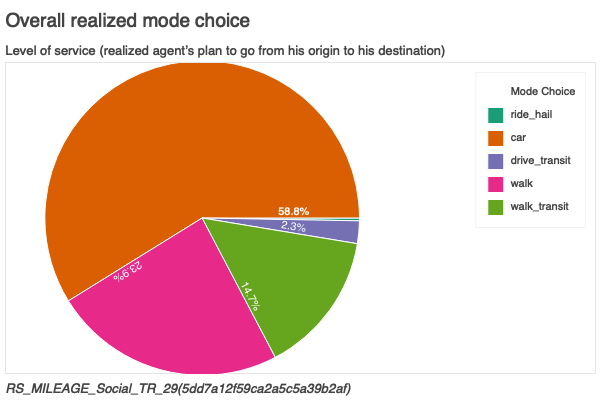 Overall realized mode choice
Level of service (realized agent's plan to go from his origin to his destination)
Mode Choice
ride_hail
car
drive_transit
walk
walk_transit
58.8%
2.3%
23.9%
14.7%
RS_MILEAGE_Social_TR_29(5dd7a12f59ca2a5c5a39b2af)